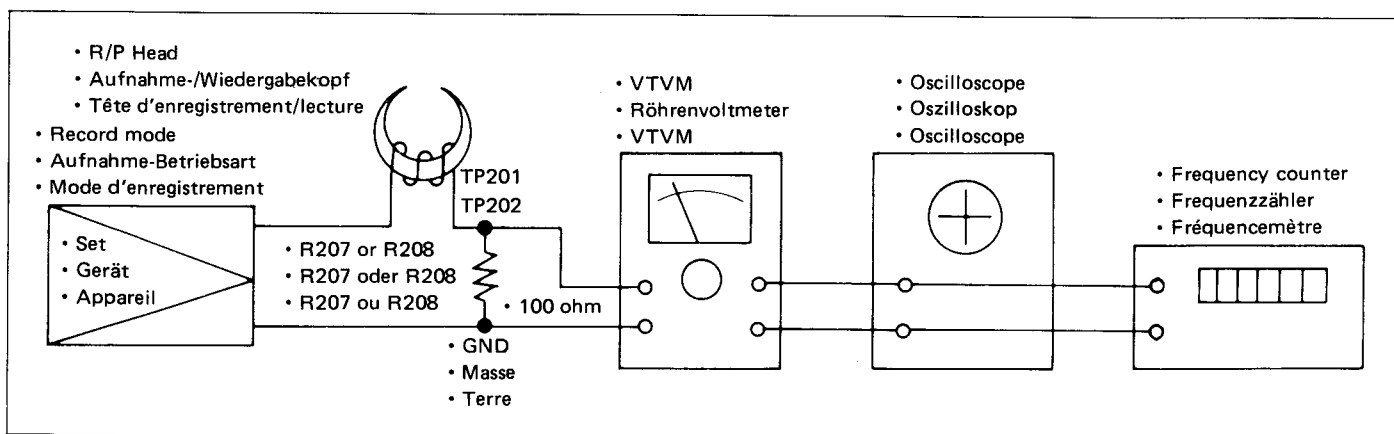 • R/P Head
• Aufnahme-/Wiedergabekopf
• Tête d'enregistrement/lecture
• Record mode
• Aufnahme-Betriebsart
• Mode d'enregistrement
• Set
• Gerät
• Appareil
TP201
TP202
• R207 or R208
• R207 oder R208
• R207 ou R208
• 100 ohm
• GND
• Masse
• Terre
• VTVM
• Röhrenvoltmeter
• VTVM
• Oscilloscope
• Oszilloskop
• Oscilloscope
• Frequency counter
• Frequenzzähler
• Fréquencemètre